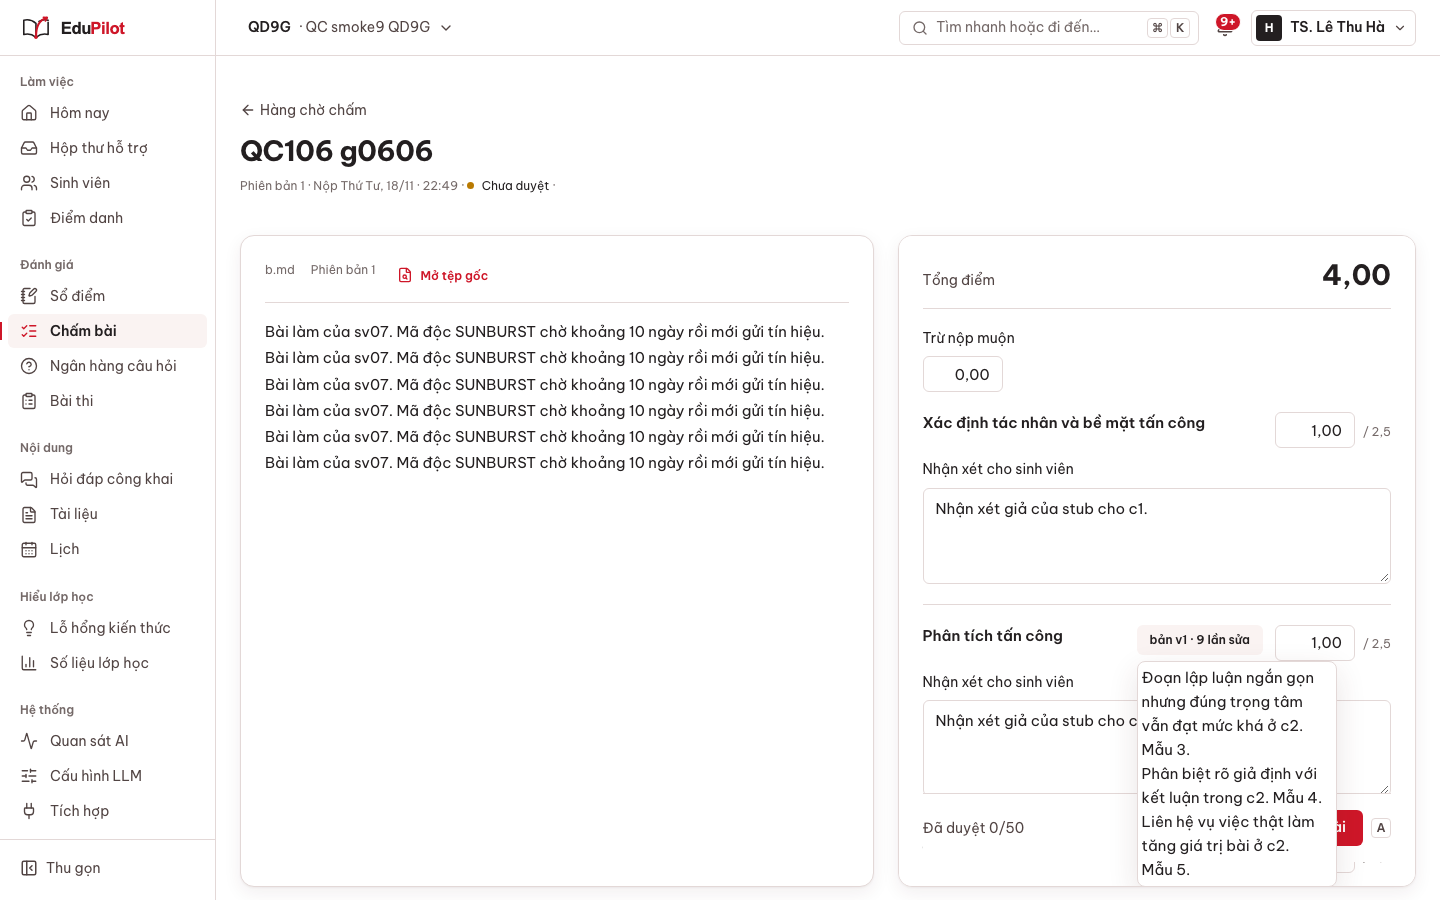 EduPilot
QD9G · QC smoke9 QD9G
Tìm nhanh hoặc đi đến...
⌘ K
9+
H TS. Lê Thu Hà
Làm việc
Hôm nay
Hộp thư hỗ trợ
Sinh viên
Điểm danh
Đánh giá
Sổ điểm
Chấm bài
Ngân hàng câu hỏi
Bài thi
Nội dung
Hỏi đáp công khai
Tài liệu
Lịch
Hiểu lớp học
Lỗ hổng kiến thức
Số liệu lớp học
Hệ thống
Quan sát AI
Cấu hình LLM
Tích hợp
Thu gọn
Hàng chờ chấm
QC106 g0606
Phiên bản 1 · Nộp Thứ Tư, 18/11 · 22:49 · Chưa duyệt ·
b.md Phiên bản 1 Mở tệp gốc
Bài làm của sv07. Mã độc SUNBURST chờ khoảng 10 ngày rồi mới gửi tín hiệu.
Bài làm của sv07. Mã độc SUNBURST chờ khoảng 10 ngày rồi mới gửi tín hiệu.
Bài làm của sv07. Mã độc SUNBURST chờ khoảng 10 ngày rồi mới gửi tín hiệu.
Bài làm của sv07. Mã độc SUNBURST chờ khoảng 10 ngày rồi mới gửi tín hiệu.
Bài làm của sv07. Mã độc SUNBURST chờ khoảng 10 ngày rồi mới gửi tín hiệu.
Bài làm của sv07. Mã độc SUNBURST chờ khoảng 10 ngày rồi mới gửi tín hiệu.
Tổng điểm 4,00
Trừ nộp muộn
0,00
Xác định tác nhân và bề mặt tấn công 1,00 / 2,5
Nhận xét cho sinh viên
Nhận xét giả của stub cho c1.
Phân tích tấn công bản v1 · 9 lần sửa 1,00 / 2,5
Nhận xét cho sinh viên
Nhận xét giả của stub cho c
Đoạn lập luận ngắn gọn
nhưng đúng trọng tâm
vẫn đạt mức khá ở c2.
Mẫu 3.
Phân biệt rõ giả định với
kết luận trong c2. Mẫu 4.
Liên hệ vụ việc thật làm
tăng giá trị bài ở c2.
Mẫu 5.
Đã duyệt 0/50
A